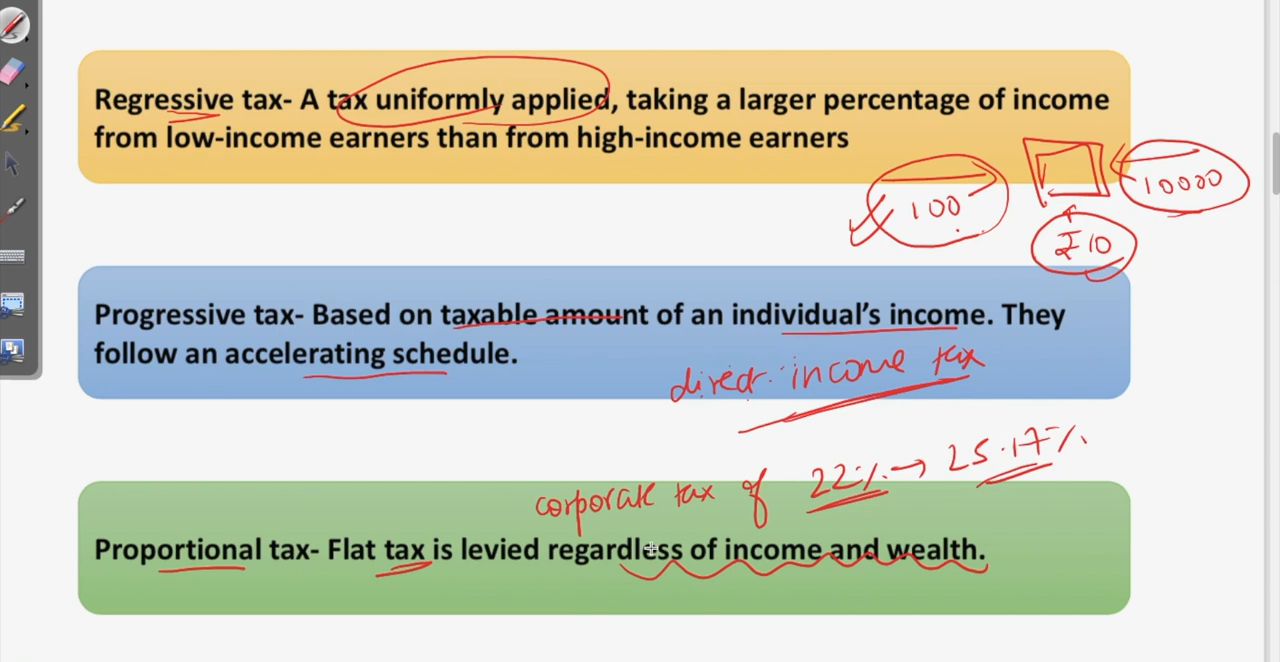 Regressive tax- A tax uniformly applied, taking a larger percentage of income
from low-income earners than from high-income earners
100
10000
₹10
Progressive tax- Based on taxable amount of an individual's income. They
follow an accelerating schedule.
direct income tax
corporate tax of 22% → 25.17%
Proportional tax- Flat tax is levied regardless of income and wealth.